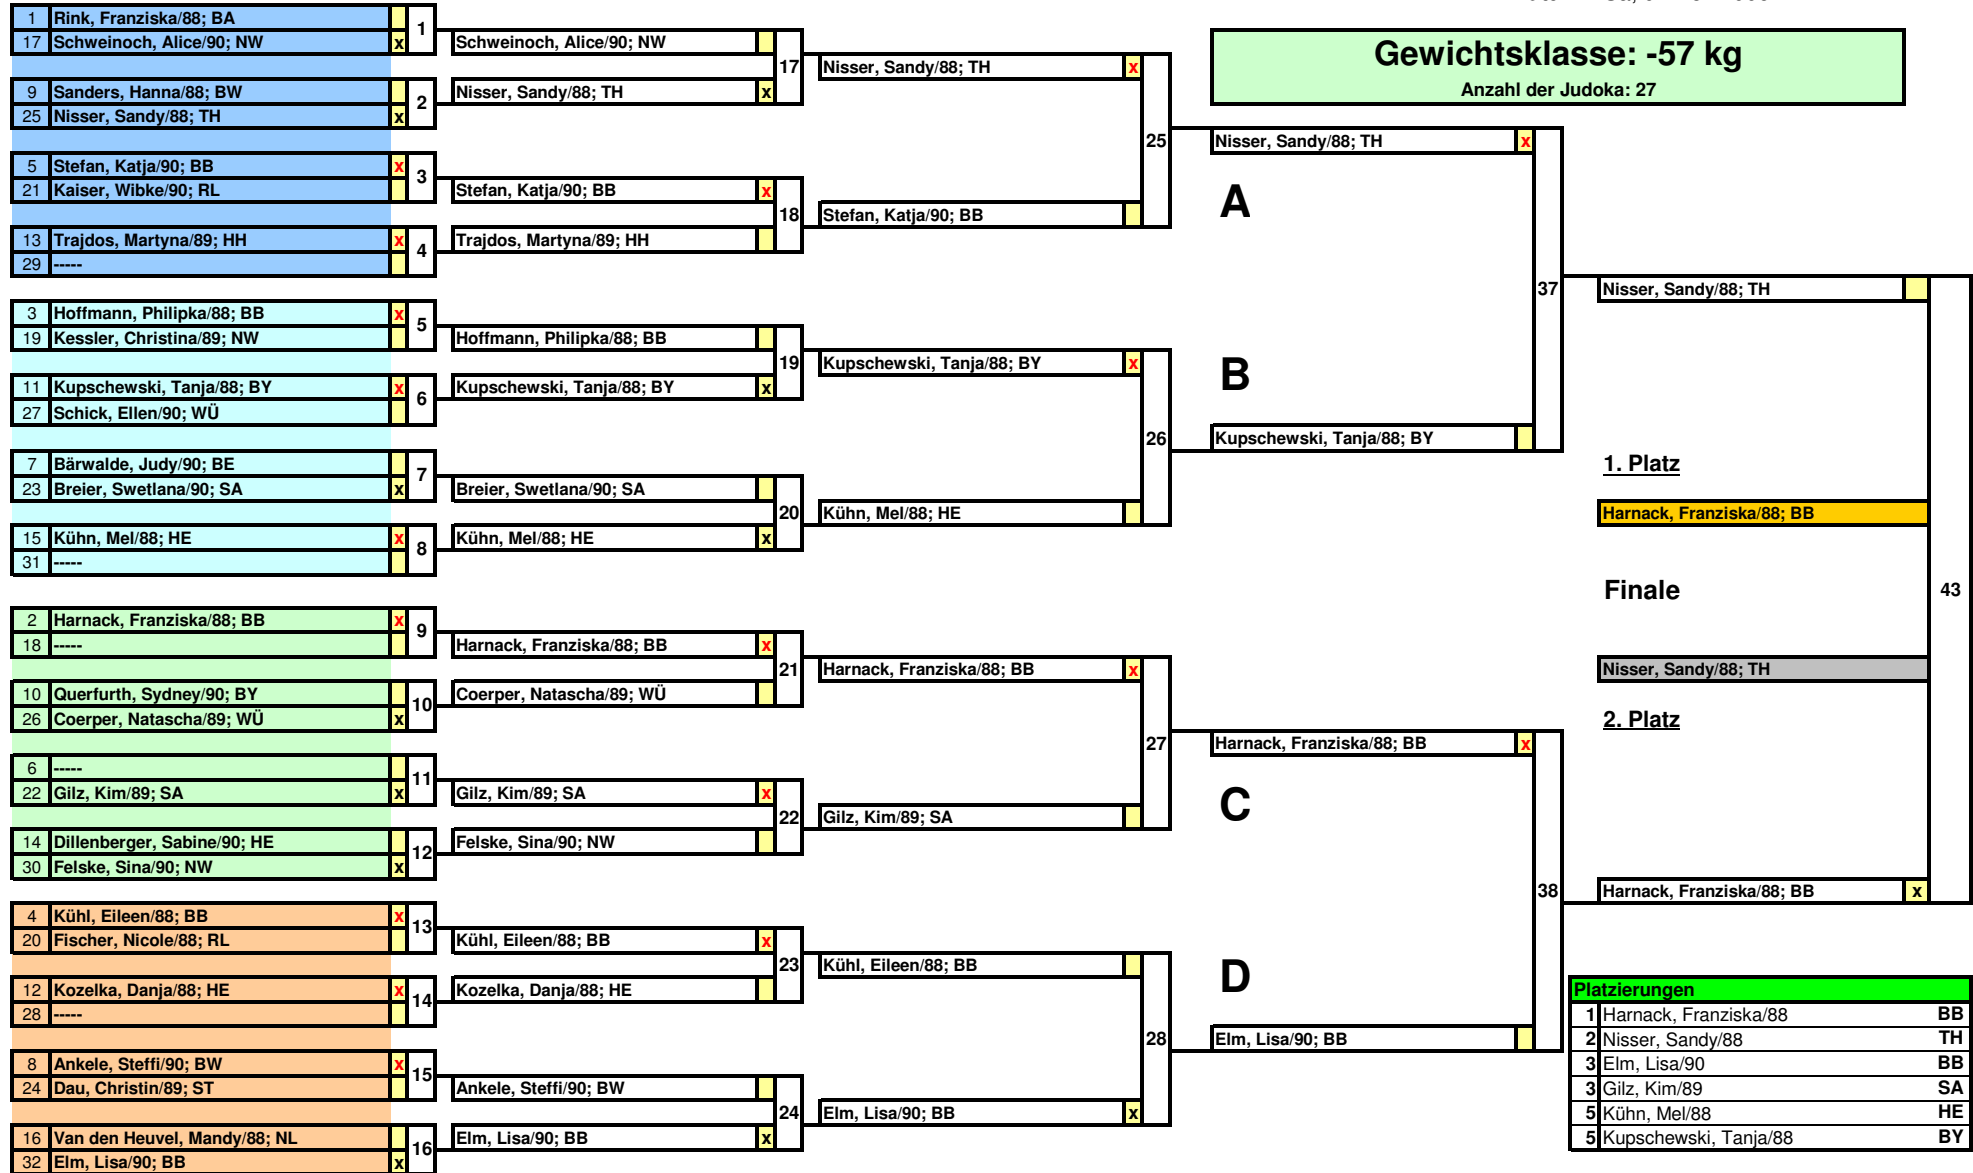 Gewichtsklasse: -57 kg
Anzahl der Judoka: 27
1 Rink, Franziska/88; BA
17 Schweinoch, Alice/90; NW x
1
9 Sanders, Hanna/88; BW
25 Nisser, Sandy/88; TH x
2
5 Stefan, Katja/90; BB x
21 Kaiser, Wibke/90; RL
3
13 Trajdos, Martyna/89; HH x
29 -----
4
3 Hoffmann, Philipka/88; BB x
19 Kessler, Christina/89; NW
5
11 Kupschewski, Tanja/88; BY x
27 Schick, Ellen/90; WÜ
6
7 Bärwalde, Judy/90; BE
23 Breier, Swetlana/90; SA x
7
15 Kühn, Mel/88; HE x
31 -----
8
2 Harnack, Franziska/88; BB x
18 -----
9
10 Querfurth, Sydney/90; BY
26 Coerper, Natascha/89; WÜ x
10
6 -----
22 Gilz, Kim/89; SA x
11
14 Dillenberger, Sabine/90; HE
30 Felske, Sina/90; NW x
12
4 Kühl, Eileen/88; BB x
20 Fischer, Nicole/88; RL
13
12 Kozelka, Danja/88; HE x
28 -----
14
8 Ankele, Steffi/90; BW x
24 Dau, Christin/89; ST
15
16 Van den Heuvel, Mandy/88; NL
32 Elm, Lisa/90; BB x
16
Schweinoch, Alice/90; NW
Nisser, Sandy/88; TH x
17
Stefan, Katja/90; BB x
Trajdos, Martyna/89; HH
18
Hoffmann, Philipka/88; BB
Kupschewski, Tanja/88; BY x
19
Breier, Swetlana/90; SA
Kühn, Mel/88; HE x
20
Harnack, Franziska/88; BB x
Coerper, Natascha/89; WÜ
21
Gilz, Kim/89; SA x
Felske, Sina/90; NW
22
Kühl, Eileen/88; BB x
Kozelka, Danja/88; HE
23
Ankele, Steffi/90; BW
Elm, Lisa/90; BB x
24
Nisser, Sandy/88; TH x
Stefan, Katja/90; BB
25
Kupschewski, Tanja/88; BY x
Kühn, Mel/88; HE
26
Harnack, Franziska/88; BB x
Gilz, Kim/89; SA
27
Kühl, Eileen/88; BB
Elm, Lisa/90; BB x
28
Nisser, Sandy/88; TH x
A
B
Kupschewski, Tanja/88; BY
37
Harnack, Franziska/88; BB x
C
D
Elm, Lisa/90; BB
38
Nisser, Sandy/88; TH
1. Platz
Harnack, Franziska/88; BB
Finale
43
Nisser, Sandy/88; TH
2. Platz
Harnack, Franziska/88; BB x
Platzierungen
1 Harnack, Franziska/88 BB
2 Nisser, Sandy/88 TH
3 Elm, Lisa/90 BB
3 Gilz, Kim/89 SA
5 Kühn, Mel/88 HE
5 Kupschewski, Tanja/88 BY